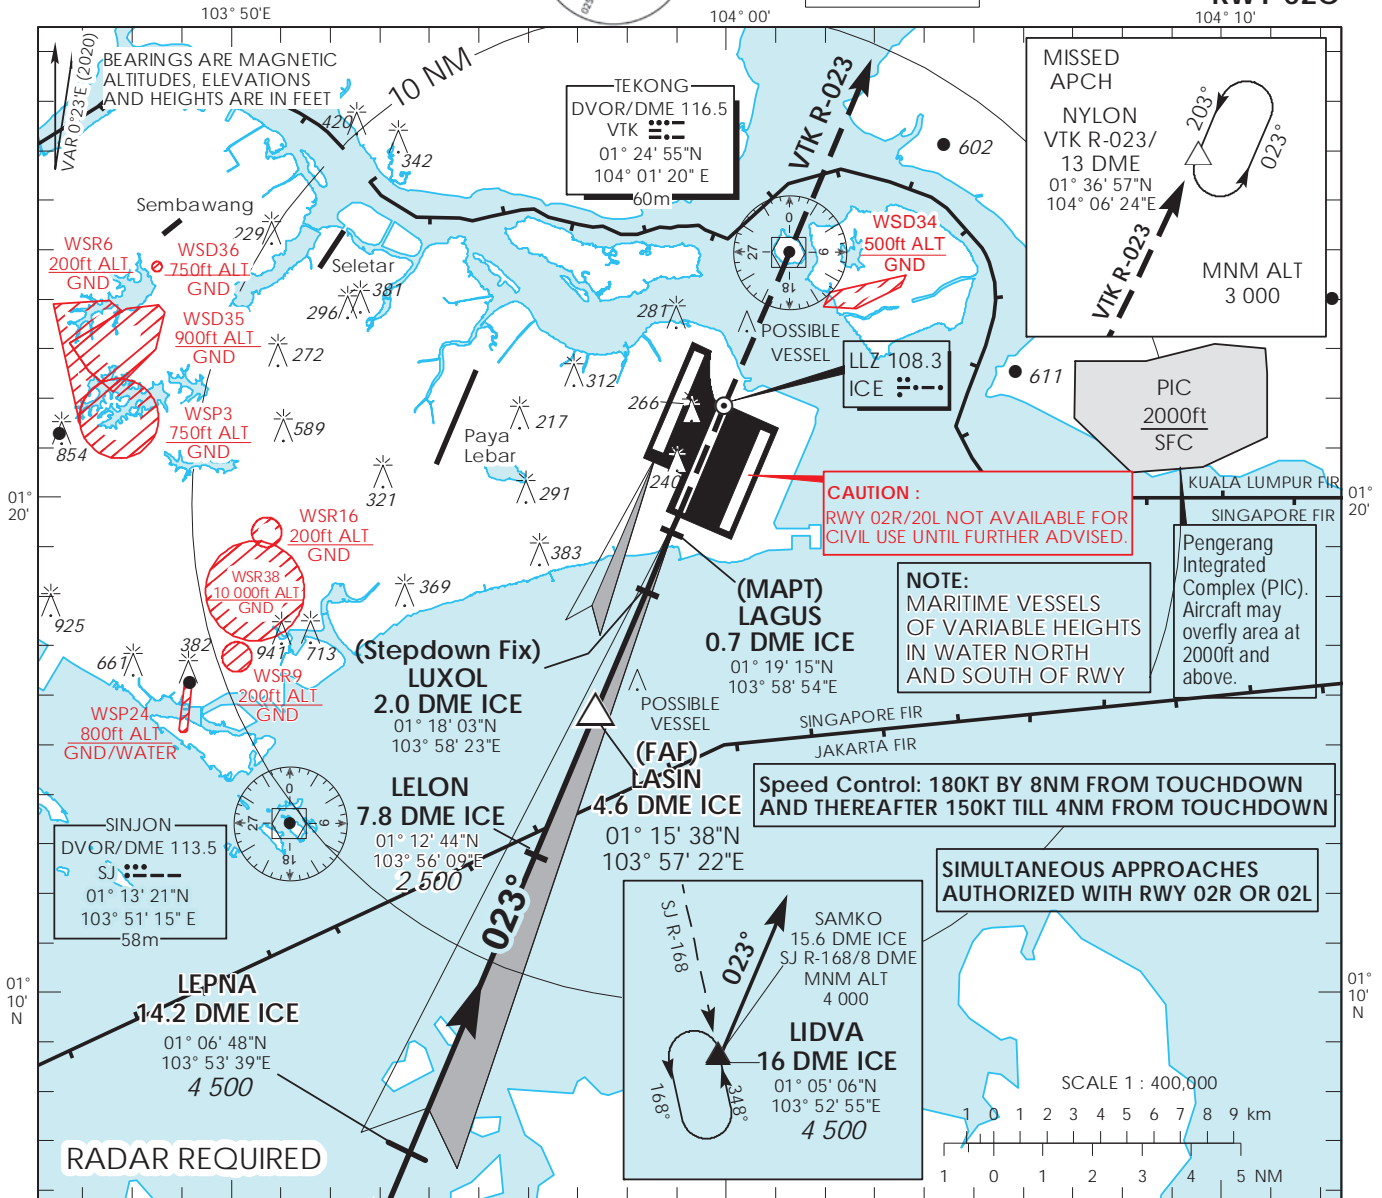 103° 50'E
104° 00'
104° 10'
025
VAR 0°23'E (2020)
BEARINGS ARE MAGNETIC
ALTITUDES, ELEVATIONS
AND HEIGHTS ARE IN FEET
10 NM
TEKONG
DVOR/DME 116.5
VTK
01° 24' 55"N
104° 01' 20" E
60m
VTK R-023
MISSED
APCH
NYLON
VTK R-023/
13 DME
01° 36' 57"N
104° 06' 24"E
203°
023°
VTK R-023
MNM ALT
3 000
420
342
602
Sembawang
229
WSR6
200ft ALT
GND
WSD36
750ft ALT
GND
Seletar
296
381
WSD34
500ft ALT
GND
0
9
18
27
281
POSSIBLE
VESSEL
WSD35
900ft ALT
GND
272
312
LLZ 108.3
ICE
611
PIC
2000ft
SFC
WSP3
750ft ALT
GND
854
589
217
266
Paya
Lebar
240
321
291
01°
20'
KUALA LUMPUR FIR
SINGAPORE FIR
01°
20'
CAUTION :
RWY 02R/20L NOT AVAILABLE FOR
CIVIL USE UNTIL FURTHER ADVISED.
WSR16
200ft ALT
GND
383
WSR38
10 000ft ALT
GND
369
925
382
661
941
713
WSR9
200ft ALT
GND
WSP24
800ft ALT
GND/WATER
(MAPT)
LAGUS
0.7 DME ICE
01° 19' 15"N
103° 58' 54"E
NOTE:
MARITIME VESSELS
OF VARIABLE HEIGHTS
IN WATER NORTH
AND SOUTH OF RWY
Pengerang
Integrated
Complex (PIC).
Aircraft may
overfly area at
2000ft and
above.
(Stepdown Fix)
LUXOL
2.0 DME ICE
01° 18' 03"N
103° 58' 23"E
POSSIBLE
VESSEL
SINGAPORE FIR
JAKARTA FIR
(FAF)
LASIN
4.6 DME ICE
01° 15' 38"N
103° 57' 22"E
LELON
7.8 DME ICE
01° 12' 44"N
103° 56' 09"E
2 500
Speed Control: 180KT BY 8NM FROM TOUCHDOWN
AND THEREAFTER 150KT TILL 4NM FROM TOUCHDOWN
SIMULTANEOUS APPROACHES
AUTHORIZED WITH RWY 02R OR 02L
0
9
18
27
SINJON
DVOR/DME 113.5
SJ
01° 13' 21"N
103° 51' 15" E
58m
023°
01°
10'
N
LEPNA
14.2 DME ICE
01° 06' 48"N
103° 53' 39"E
4 500
SJ R-168
023°
SAMKO
15.6 DME ICE
SJ R-168/8 DME
MNM ALT
4 000
LIDVA
16 DME ICE
01° 05' 06"N
103° 52' 55"E
4 500
168°
348°
01°
10'
N
SCALE 1 : 400,000
1 0 1 2 3 4 5 6 7 8 9 km
1 0 1 2 3 4 5 NM
RADAR REQUIRED